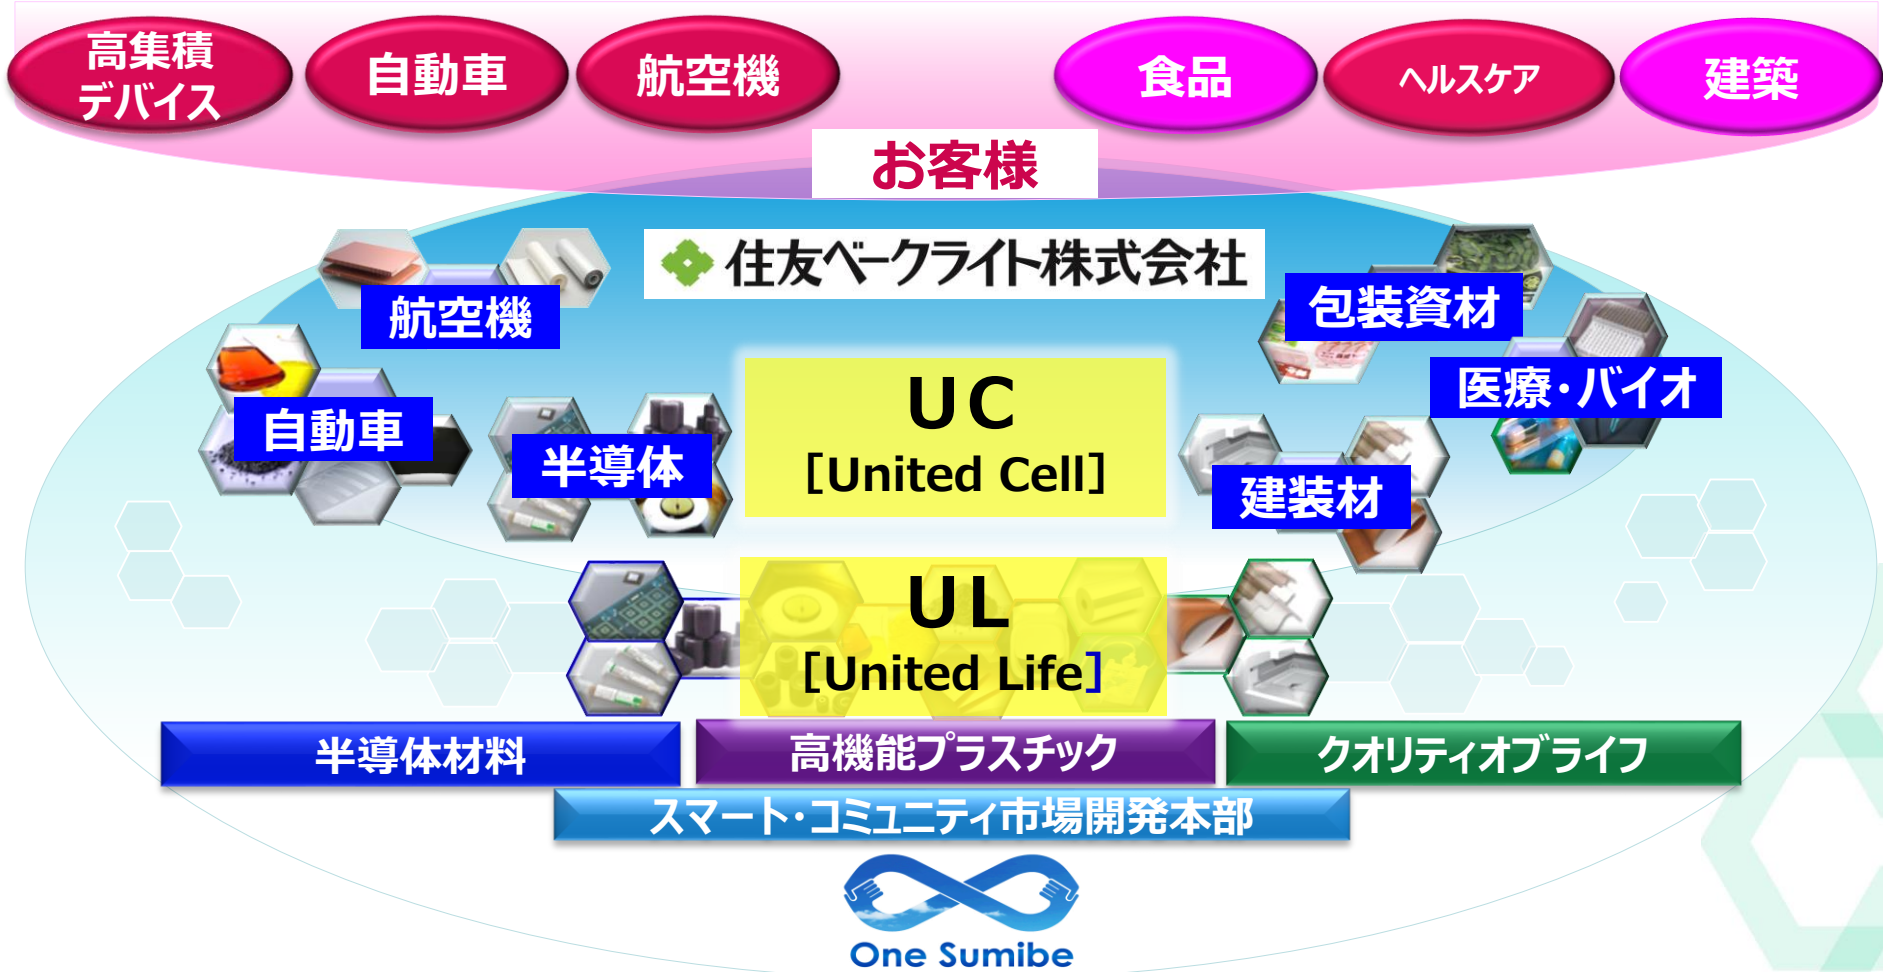 高集積
デバイス
自動車
航空機
食品
ヘルスケア
建築
お客様
住友ベークライト株式会社
航空機
包装資材
医療・バイオ
自動車
半導体
建装材
UC
[United Cell]
UL
[United Life]
半導体材料
高機能プラスチック
クオリティオブライフ
スマート・コミュニティ市場開発本部
One Sumibe